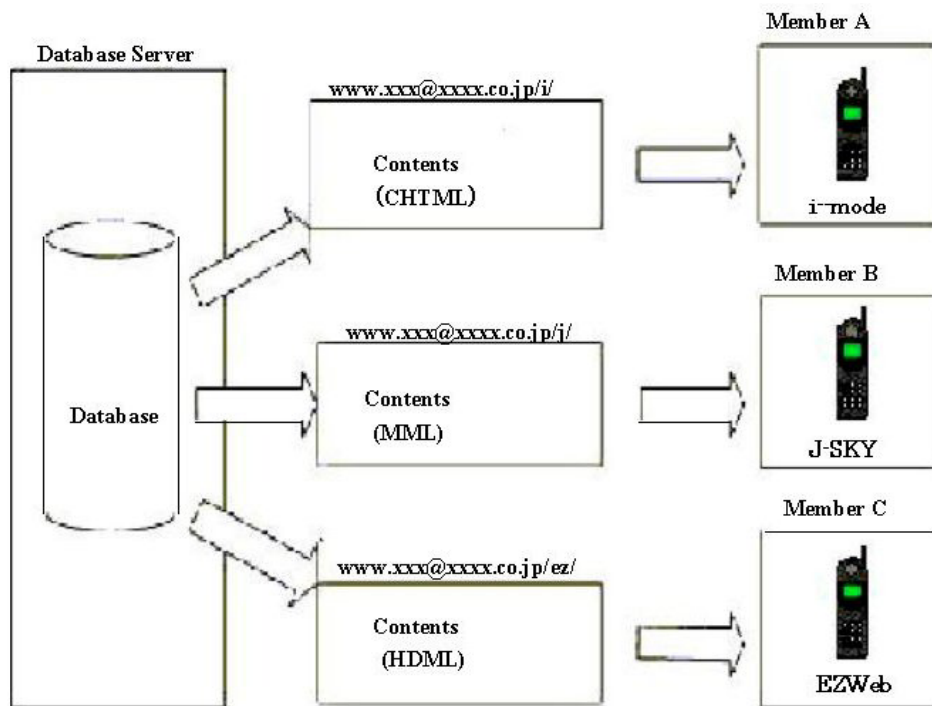 Database Server
Database
www.xxx@xxxx.co.jp/i/
Contents
(CHTML)
Member A
i-mode
www.xxx@xxxx.co.jp/j/
Contents
(MML)
Member B
J-SKY
www.xxx@xxxx.co.jp/ez/
Contents
(HDML)
Member C
EZWeb